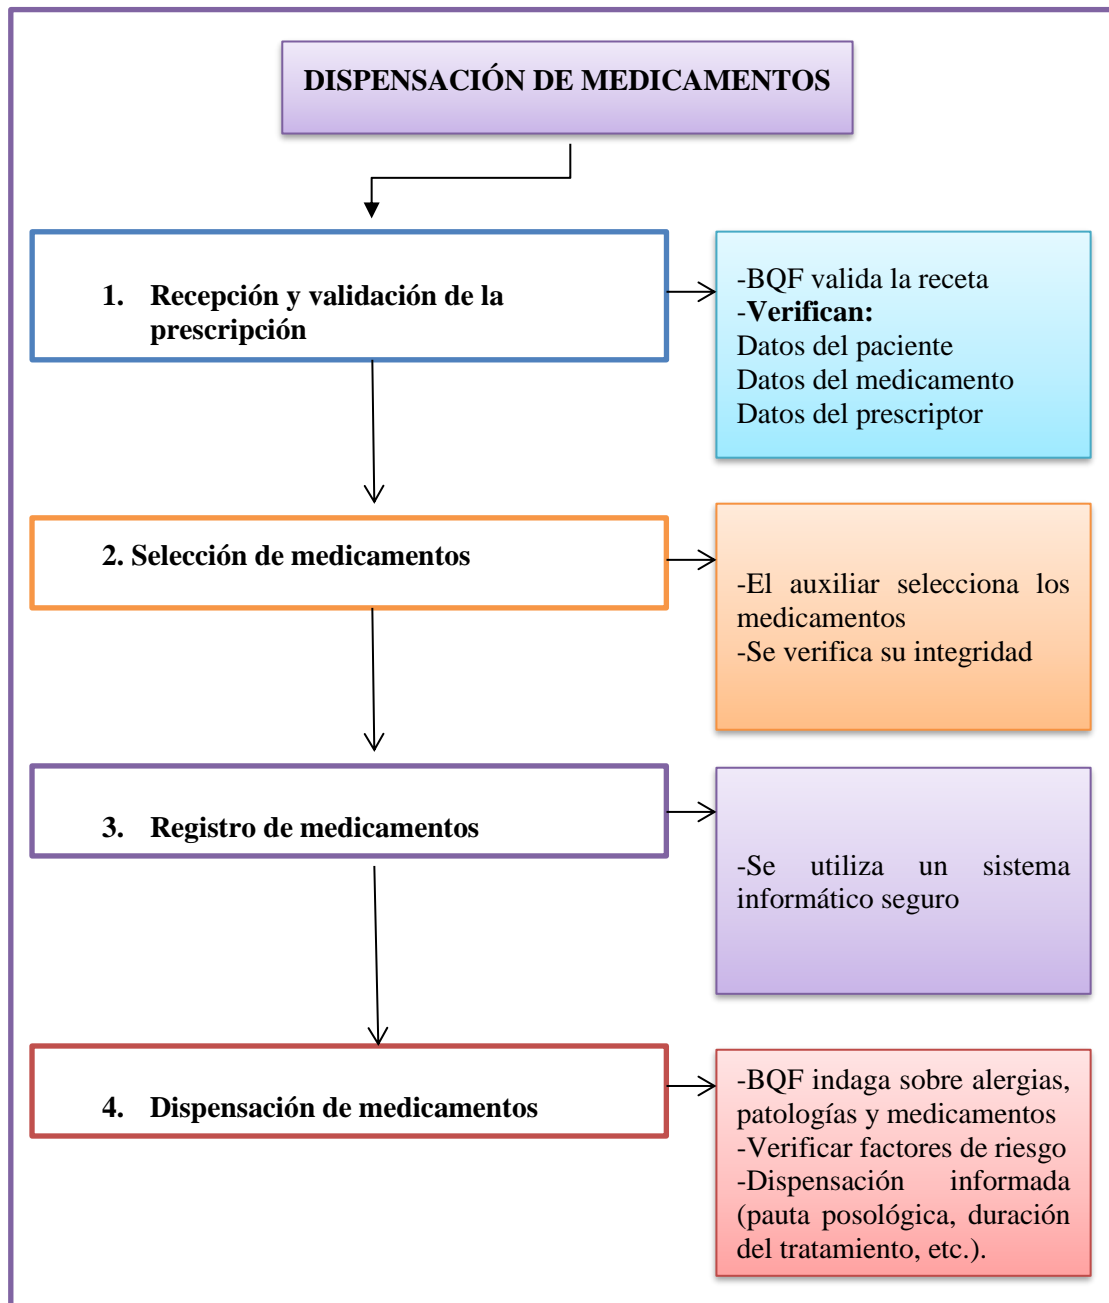 DISPENSACIÓN DE MEDICAMENTOS
1. Recepción y validación de la
prescripción
-BQF valida la receta
-Verifican:
Datos del paciente
Datos del medicamento
Datos del prescriptor
2. Selección de medicamentos
-El auxiliar selecciona los
medicamentos
-Se verifica su integridad
3. Registro de medicamentos
-Se utiliza un sistema
informático seguro
4. Dispensación de medicamentos
-BQF indaga sobre alergias,
patologías y medicamentos
-Verificar factores de riesgo
-Dispensación informada
(pauta posológica, duración
del tratamiento, etc.).